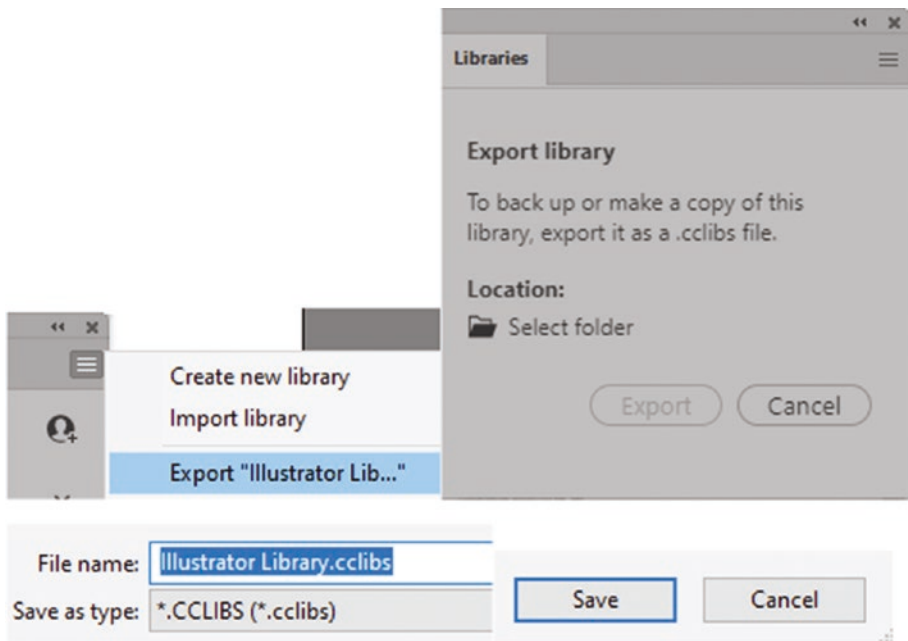 Libraries
Export library
To back up or make a copy of this
library, export it as a .cclibs file.
Location:
Select folder
Export Cancel
Create new library
Import library
Export "Illustrator Lib..."
File name: Illustrator Library.cclibs
Save as type: *.CCLIBS (*.cclibs)
Save Cancel